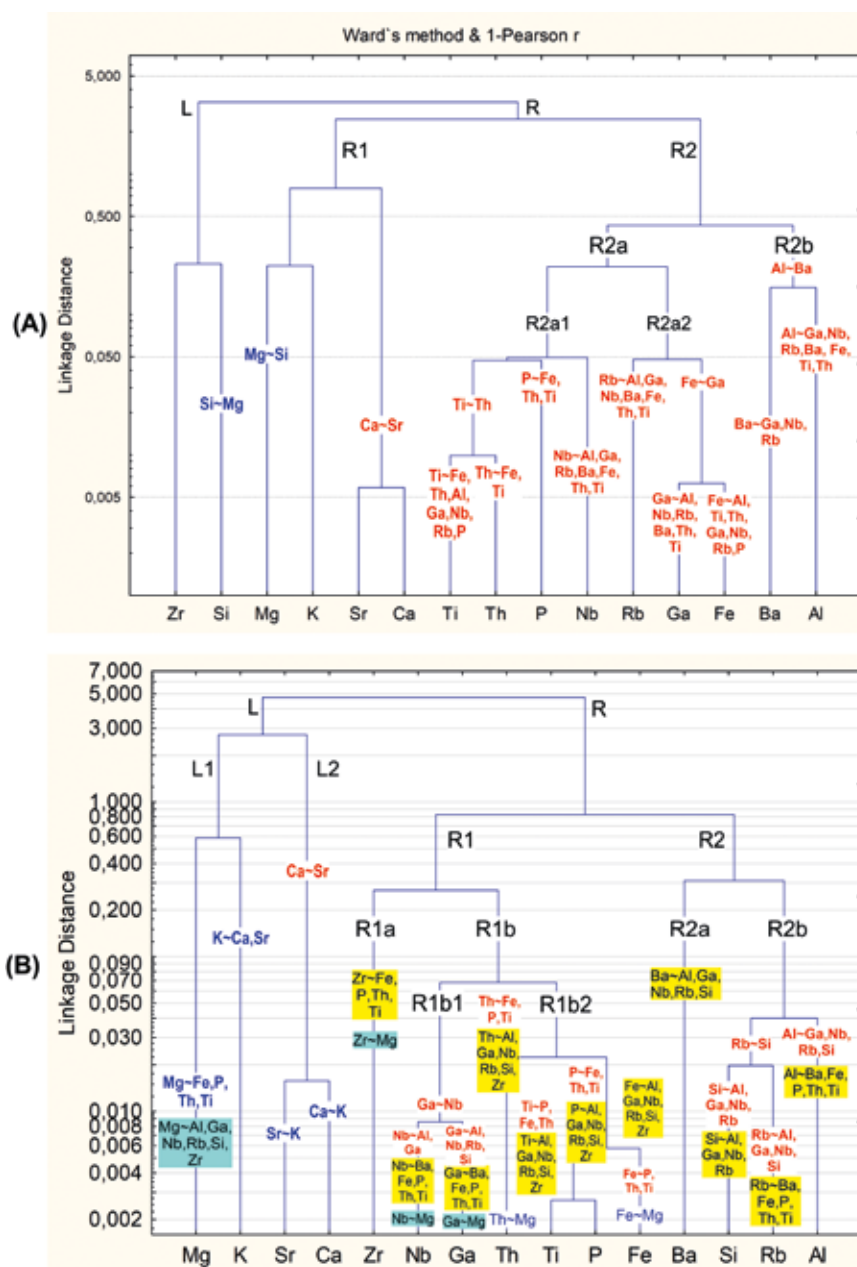 Ward`s method & 1-Pearson r
(A)
Linkage Distance
5,000
0,500
0,050
0,005
L
R
R1
R2
R2a
R2b
Al~Ba
R2a1
R2a2
Mg~Si
Si~Mg
Ca~Sr
Ti~Th
P~Fe,
Th,Ti
Rb~Al,Ga,
Nb,Ba,Fe,
Th,Ti
Fe~Ga
Al~Ga,Nb,
Rb,Ba, Fe,
Ti,Th
Ba~Ga,Nb,
Rb
Ti~Fe,
Th,Al,
Ga,Nb,
Rb,P
Th~Fe,
Ti
Nb~Al,Ga,
Rb,Ba,Fe,
Th,Ti
Ga~Al,
Nb,Rb,
Ba,Th,
Ti
Fe~Al,
Ti,Th,
Ga,Nb,
Rb,P
Zr Si Mg K Sr Ca Ti Th P Nb Rb Ga Fe Ba Al
(B)
Linkage Distance
7,000
5,000
3,000
1,000
0,800
0,600
0,400
0,200
0,090
0,070
0,050
0,030
0,010
0,008
0,006
0,004
0,002
L
R
L1
L2
R1
R2
Ca~Sr
K~Ca,Sr
R1a
R1b
R2a
R2b
Zr~Fe,
P,Th,
Ti
Zr~Mg
R1b1
Th~Fe,
P,Ti
Th~Al,
Ga,Nb,
Rb,Si,
Zr
R1b2
Ba~Al,Ga,
Nb,Rb,Si
Rb~Si
Al~Ga,Nb,
Rb,Si
Al~Ba,Fe,
P,Th,Ti
Mg~Fe,P,
Th,Ti
Mg~Al,Ga,
Nb,Rb,Si,
Zr
Sr~K
Ca~K
Ga~Nb
Nb~Al,
Ga
Nb~Ba,
Fe,P,
Th,Ti
Nb~Mg
Ga~Al,
Nb,Rb,
Si
Ga~Ba,
Fe,P,
Th,Ti
Ga~Mg
Th~Mg
Ti~P,
Fe,Th
Ti~Al,
Ga,Nb,
Rb,Si,
Zr
P~Fe,
Th,Ti
P~Al,
Ga,Nb,
Rb,Si,
Zr
Fe~Al,
Ga,Nb,
Rb,Si,
Zr
Fe~P,
Th,Ti
Fe~Mg
Si~Al,
Ga,Nb,
Rb
Si~Al,
Ga,Nb,
Rb
Rb~Al,
Ga,Nb,
Si
Rb~Ba,
Fe,P,
Th,Ti
Mg K Sr Ca Zr Nb Ga Th Ti P Fe Ba Si Rb Al